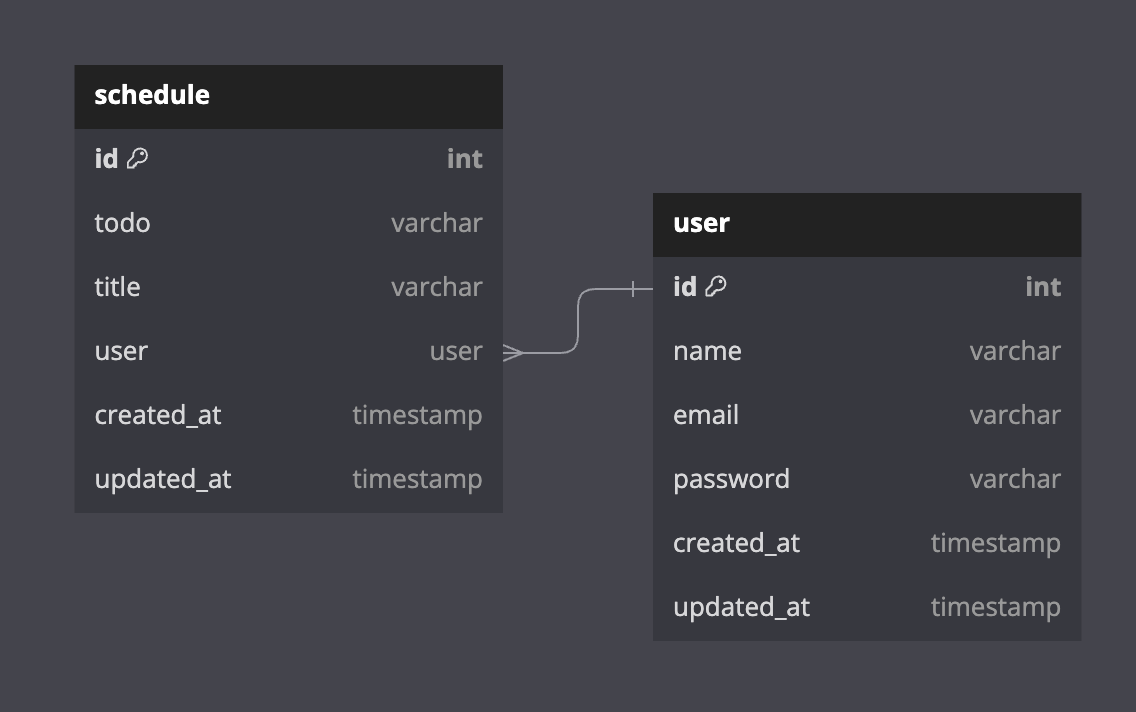 schedule
id int
todo varchar
title varchar
user user
created_at timestamp
updated_at timestamp
user
id int
name varchar
email varchar
password varchar
created_at timestamp
updated_at timestamp